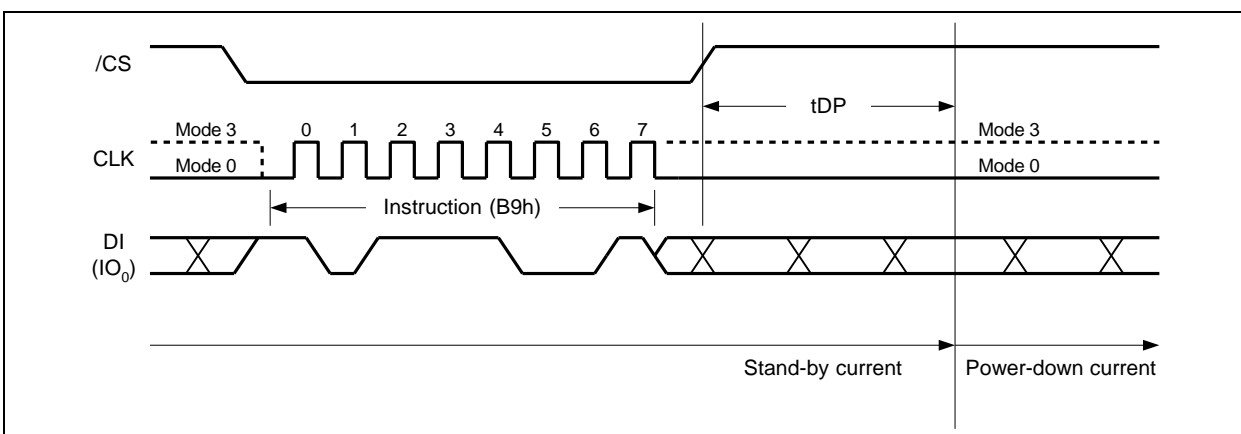 /CS
tDP
Mode 3 0 1 2 3 4 5 6 7 Mode 3
CLK
Mode 0 Mode 0
Instruction (B9h)
DI
(IO0)
Stand-by current Power-down current